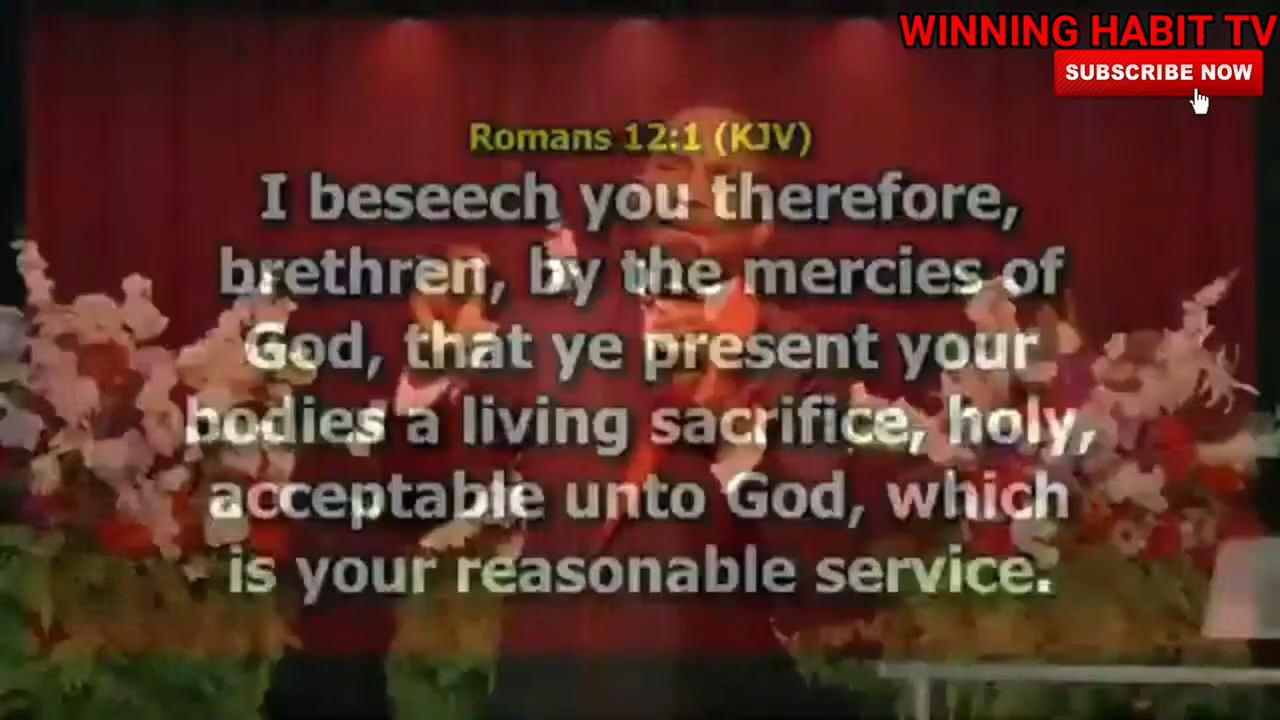 WINNING HABIT TV
SUBSCRIBE NOW
Romans 12:1 (KJV)
I beseech you therefore,
brethren, by the mercies of
God, that ye present your
bodies a living sacrifice, holy,
acceptable unto God, which
is your reasonable service.